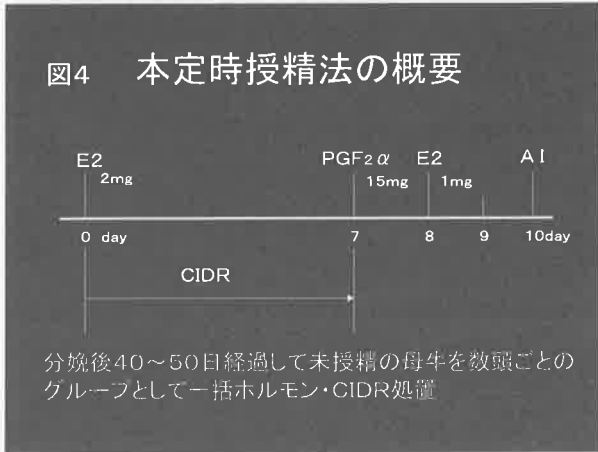 図4 本定時授精法の概要
E2 PGF2α E2 AI
2mg 15mg 1mg
0 day 7 8 9 10day
CIDR
分娩後40～50日経過して未授精の母牛を数頭ごとの
グループとして一括ホルモン・CIDR処置